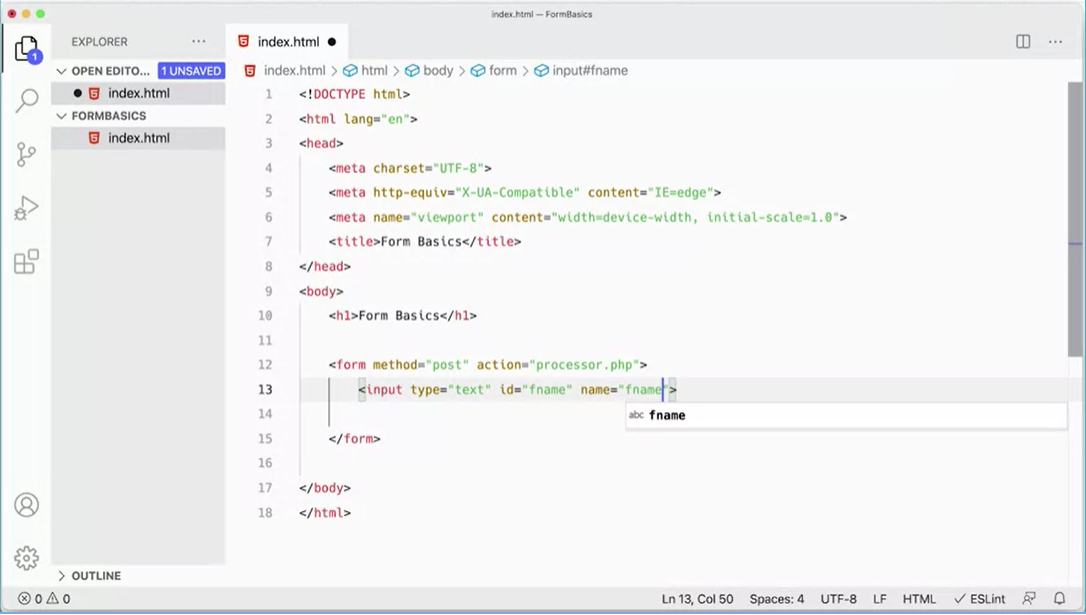 index.html — FormBasics
EXPLORER ···
index.html ●
1
OPEN EDITO... 1 UNSAVED
index.html > html > body > form > input#fname
● index.html
FORMBASICS
index.html
1 <!DOCTYPE html>
2 <html lang="en">
3 <head>
4 <meta charset="UTF-8">
5 <meta http-equiv="X-UA-Compatible" content="IE=edge">
6 <meta name="viewport" content="width=device-width, initial-scale=1.0">
7 <title>Form Basics</title>
8 </head>
9 <body>
10 <h1>Form Basics</h1>
11
12 <form method="post" action="processor.php">
13 <input type="text" id="fname" name="fname">
abc fname
14
15 </form>
16
17 </body>
18 </html>
OUTLINE
0 0
Ln 13, Col 50 Spaces: 4 UTF-8 LF HTML ✓ ESLint